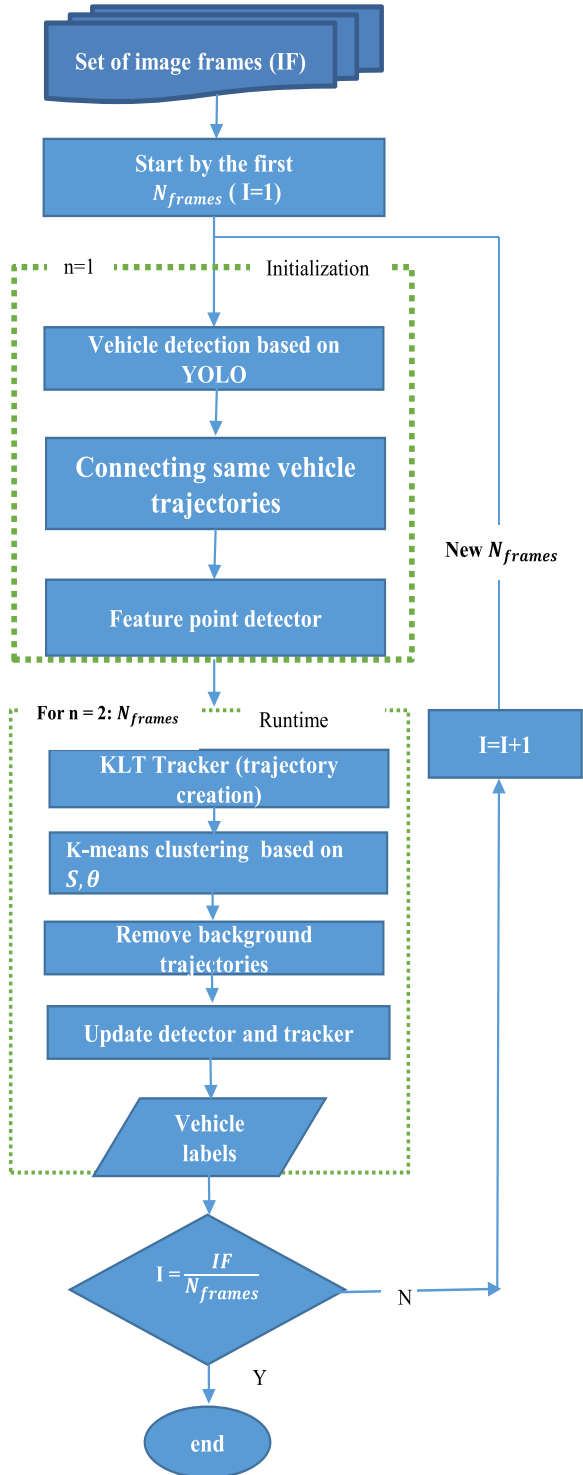 Set of image frames (IF)
Start by the first
N_frames ( I=1)
n=1
Initialization
Vehicle detection based on
YOLO
Connecting same vehicle
trajectories
New N_frames
Feature point detector
For n = 2: N_frames
Runtime
I=I+1
KLT Tracker (trajectory
creation)
K-means clustering based on
S, θ
Remove background
trajectories
Update detector and tracker
Vehicle
labels
I = IF / N_frames
N
Y
end